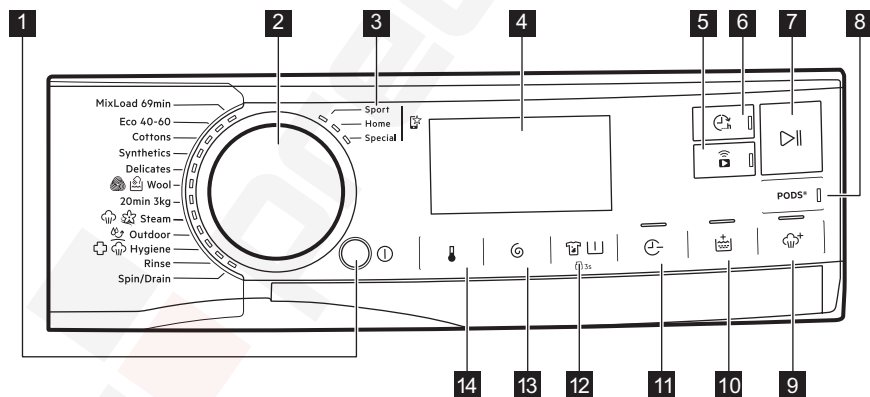 1
2
3
4
5
6
7
8
MixLoad 69min
Eco 40-60
Cottons
Synthetics
Delicates
Wool
20min 3kg
Steam
Outdoor
Hygiene
Rinse
Spin/Drain
Sport
Home
Special
h
PODS®
3s
14
13
12
11
10
9